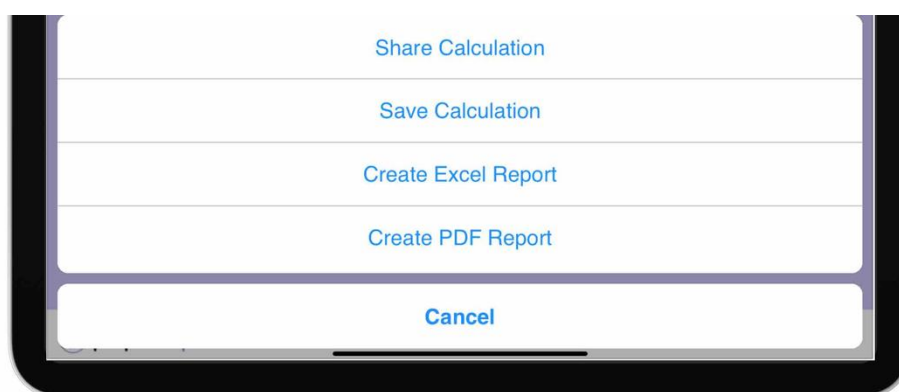 Share Calculation
Save Calculation
Create Excel Report
Create PDF Report
Cancel